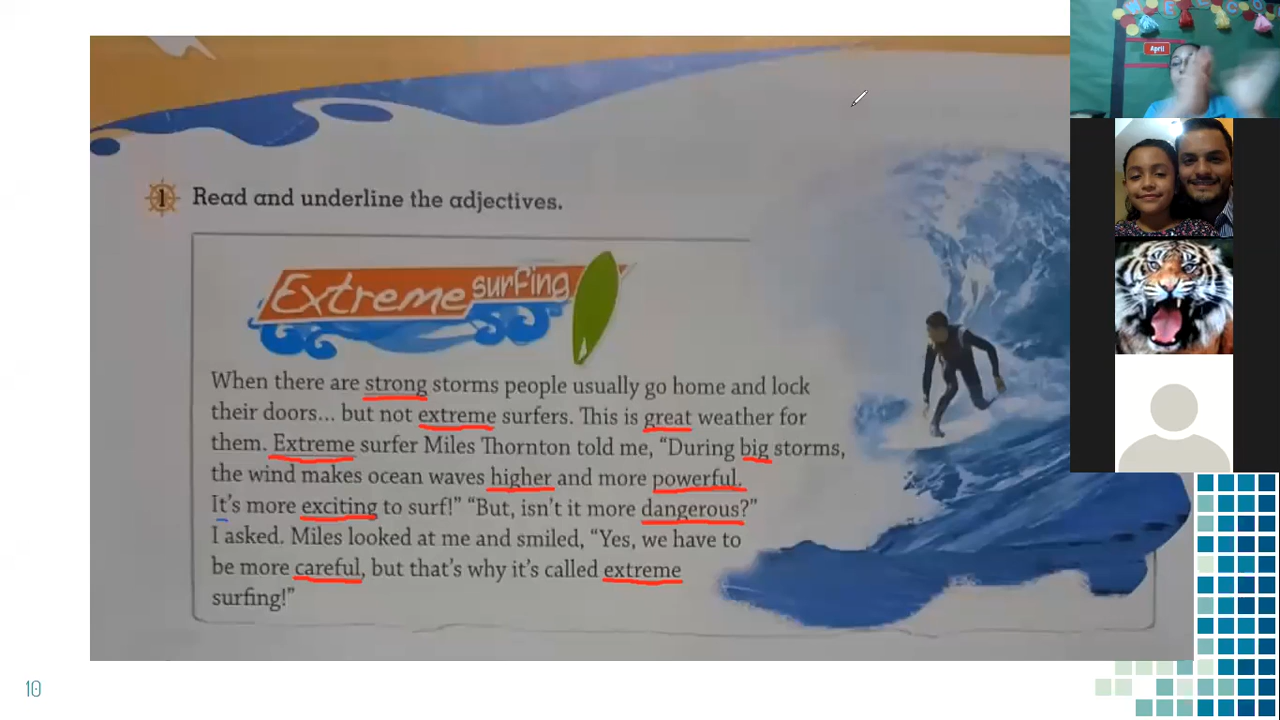 WELCO
April
1 Read and underline the adjectives.
Extreme surfing
When there are strong storms people usually go home and lock
their doors... but not extreme surfers. This is great weather for
them. Extreme surfer Miles Thornton told me, “During big storms,
the wind makes ocean waves higher and more powerful.
It's more exciting to surf!” “But, isn't it more dangerous?”
I asked. Miles looked at me and smiled, “Yes, we have to
be more careful, but that's why it's called extreme
surfing!”
10